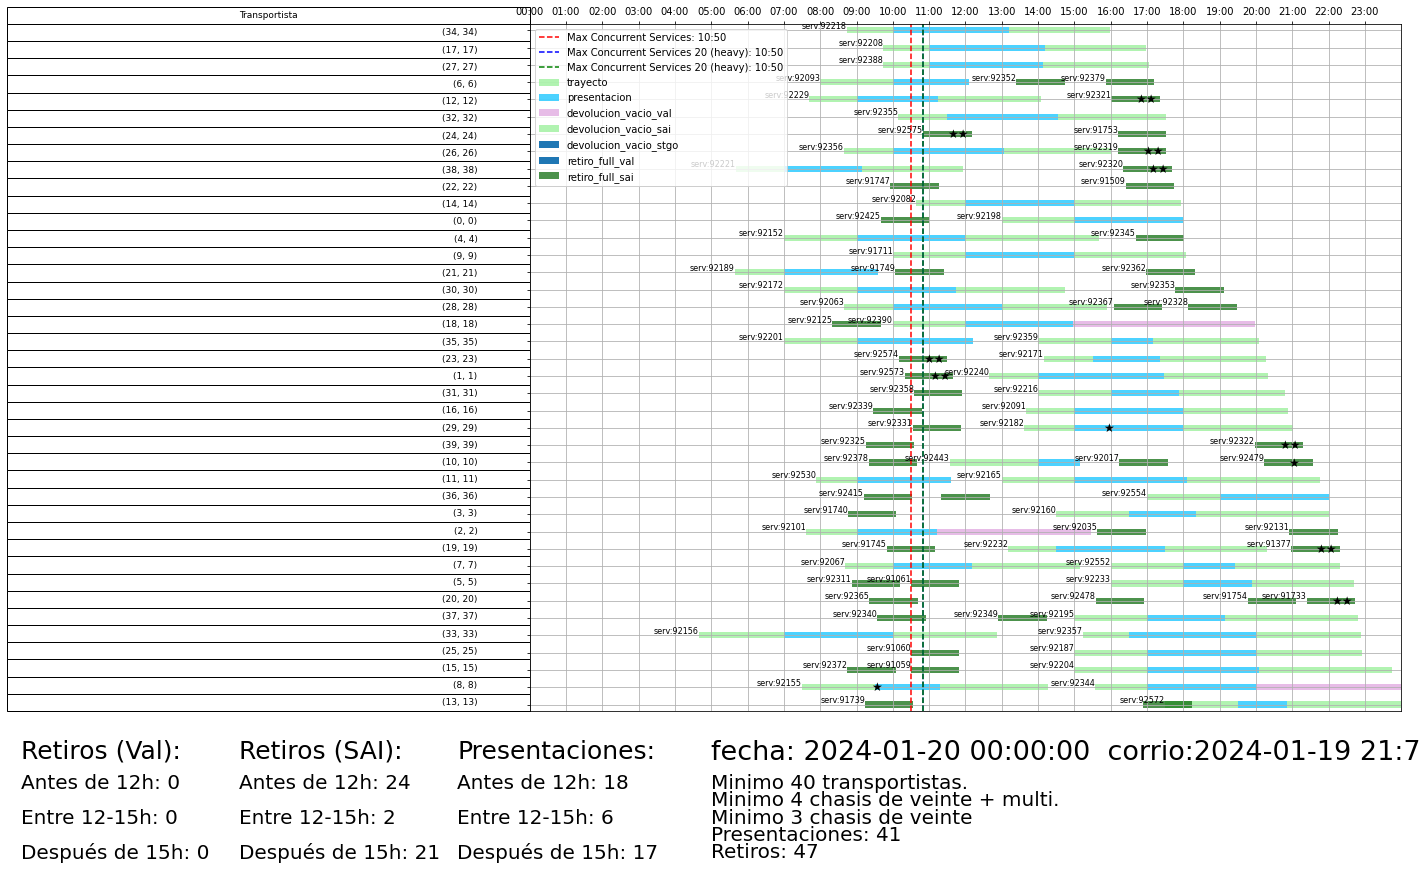 Transportista
00:00 01:00 02:00 03:00 04:00 05:00 06:00 07:00 08:00 09:00 10:00 11:00 12:00 13:00 14:00 15:00 16:00 17:00 18:00 19:00 20:00 21:00 22:00 23:00
Max Concurrent Services: 10:50
Max Concurrent Services 20 (heavy): 10:50
Max Concurrent Services 20 (heavy): 10:50
trayecto
presentacion
devolucion_vacio_val
devolucion_vacio_sai
devolucion_vacio_stgo
retiro_full_val
retiro_full_sai
(34, 34) serv:92218
(17, 17) serv:92208
(27, 27) serv:92388
(6, 6) serv:92093 serv:92352 serv:92379
(12, 12) serv:92229 serv:92321
(32, 32) serv:92355
(24, 24) serv:92575 serv:91753
(26, 26) serv:92356 serv:92319
(38, 38) serv:92221 serv:92320
(22, 22) serv:91747 serv:91509
(14, 14) serv:92082
(0, 0) serv:92425 serv:92198
(4, 4) serv:92152 serv:92345
(9, 9) serv:91711
(21, 21) serv:92189 serv:91749 serv:92362
(30, 30) serv:92172 serv:92353
(28, 28) serv:92063 serv:92367 serv:92328
(18, 18) serv:92125 serv:92390
(35, 35) serv:92201 serv:92359
(23, 23) serv:92574 serv:92171
(1, 1) serv:92573 serv:92240
(31, 31) serv:92358 serv:92216
(16, 16) serv:92339 serv:92091
(29, 29) serv:92331 serv:92182
(39, 39) serv:92325 serv:92322
(10, 10) serv:92378 serv:92443 serv:92017 serv:92479
(11, 11) serv:92530 serv:92165
(36, 36) serv:92415 serv:92554
(3, 3) serv:91740 serv:92160
(2, 2) serv:92101 serv:92035 serv:92131
(19, 19) serv:91745 serv:92232 serv:91377
(7, 7) serv:92067 serv:92552
(5, 5) serv:92311 serv:91061 serv:92233
(20, 20) serv:92365 serv:92478 serv:91754 serv:91733
(37, 37) serv:92340 serv:92349 serv:92195
(33, 33) serv:92156 serv:92357
(25, 25) serv:91060 serv:92187
(15, 15) serv:92372 serv:91059 serv:92204
(8, 8) serv:92155 serv:92344
(13, 13) serv:91739 serv:92572
Retiros (Val):
Antes de 12h: 0
Entre 12-15h: 0
Después de 15h: 0
Retiros (SAI):
Antes de 12h: 24
Entre 12-15h: 2
Después de 15h: 21
Presentaciones:
Antes de 12h: 18
Entre 12-15h: 6
Después de 15h: 17
fecha: 2024-01-20 00:00:00 corrio:2024-01-19 21:7
Minimo 40 transportistas.
Minimo 4 chasis de veinte + multi.
Minimo 3 chasis de veinte
Presentaciones: 41
Retiros: 47